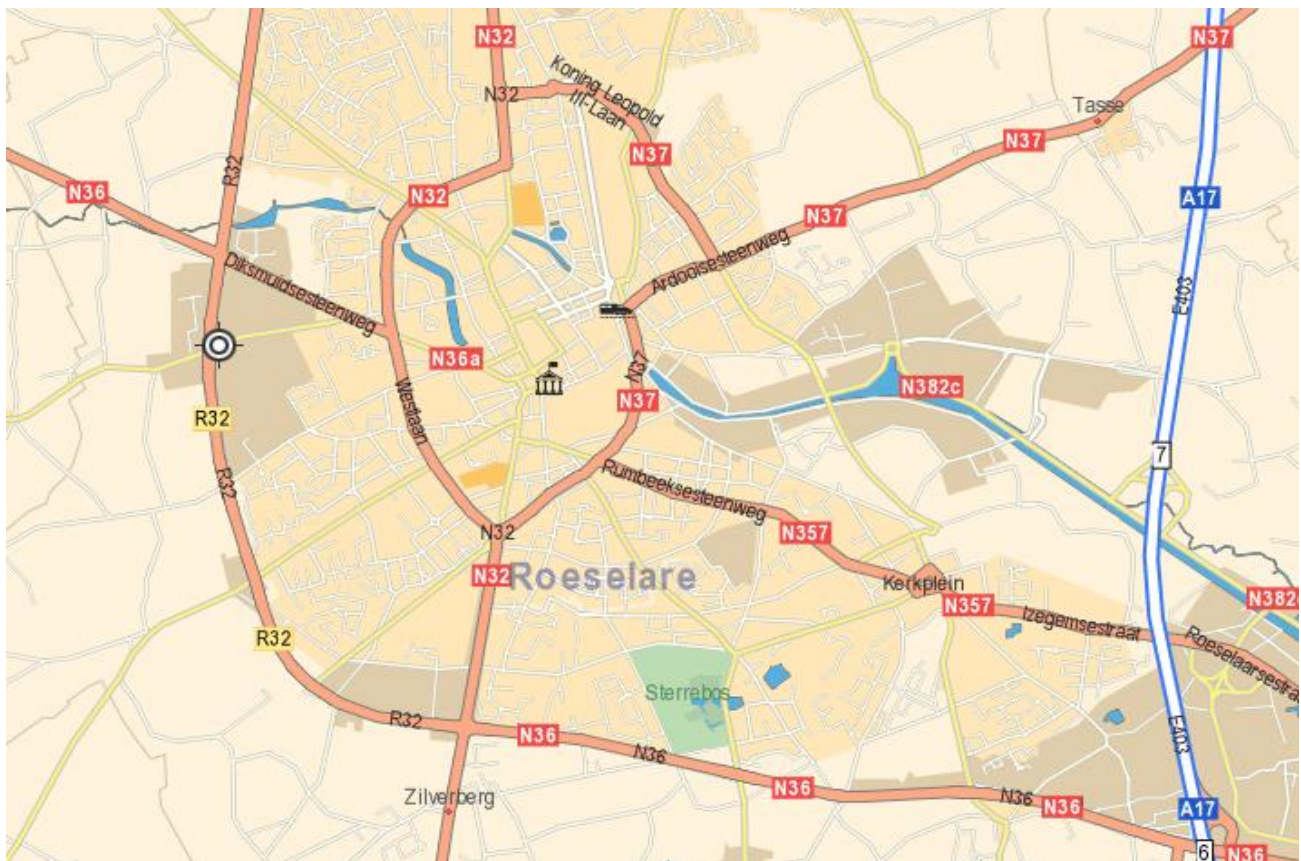 N32
N37
Koning Leopold
III-Laan
N32
Tasse
R32
N37
N37
N36
N32
A17
N37
Ardooisesteenweg
Diksmuidsesteenweg
E403
N36a
N37
N382c
N37
R32
Westlaan
7
R32
Rumbeeksesteenweg
N32
N357
N32
Roeselare
Kerkplein
N357
N382c
Izegemsestraat
R32
Roeselaarsestraat
Sterrebos
R32
N36
E403
N36
N36
Zilverberg
N36
N36
A17
6
N36